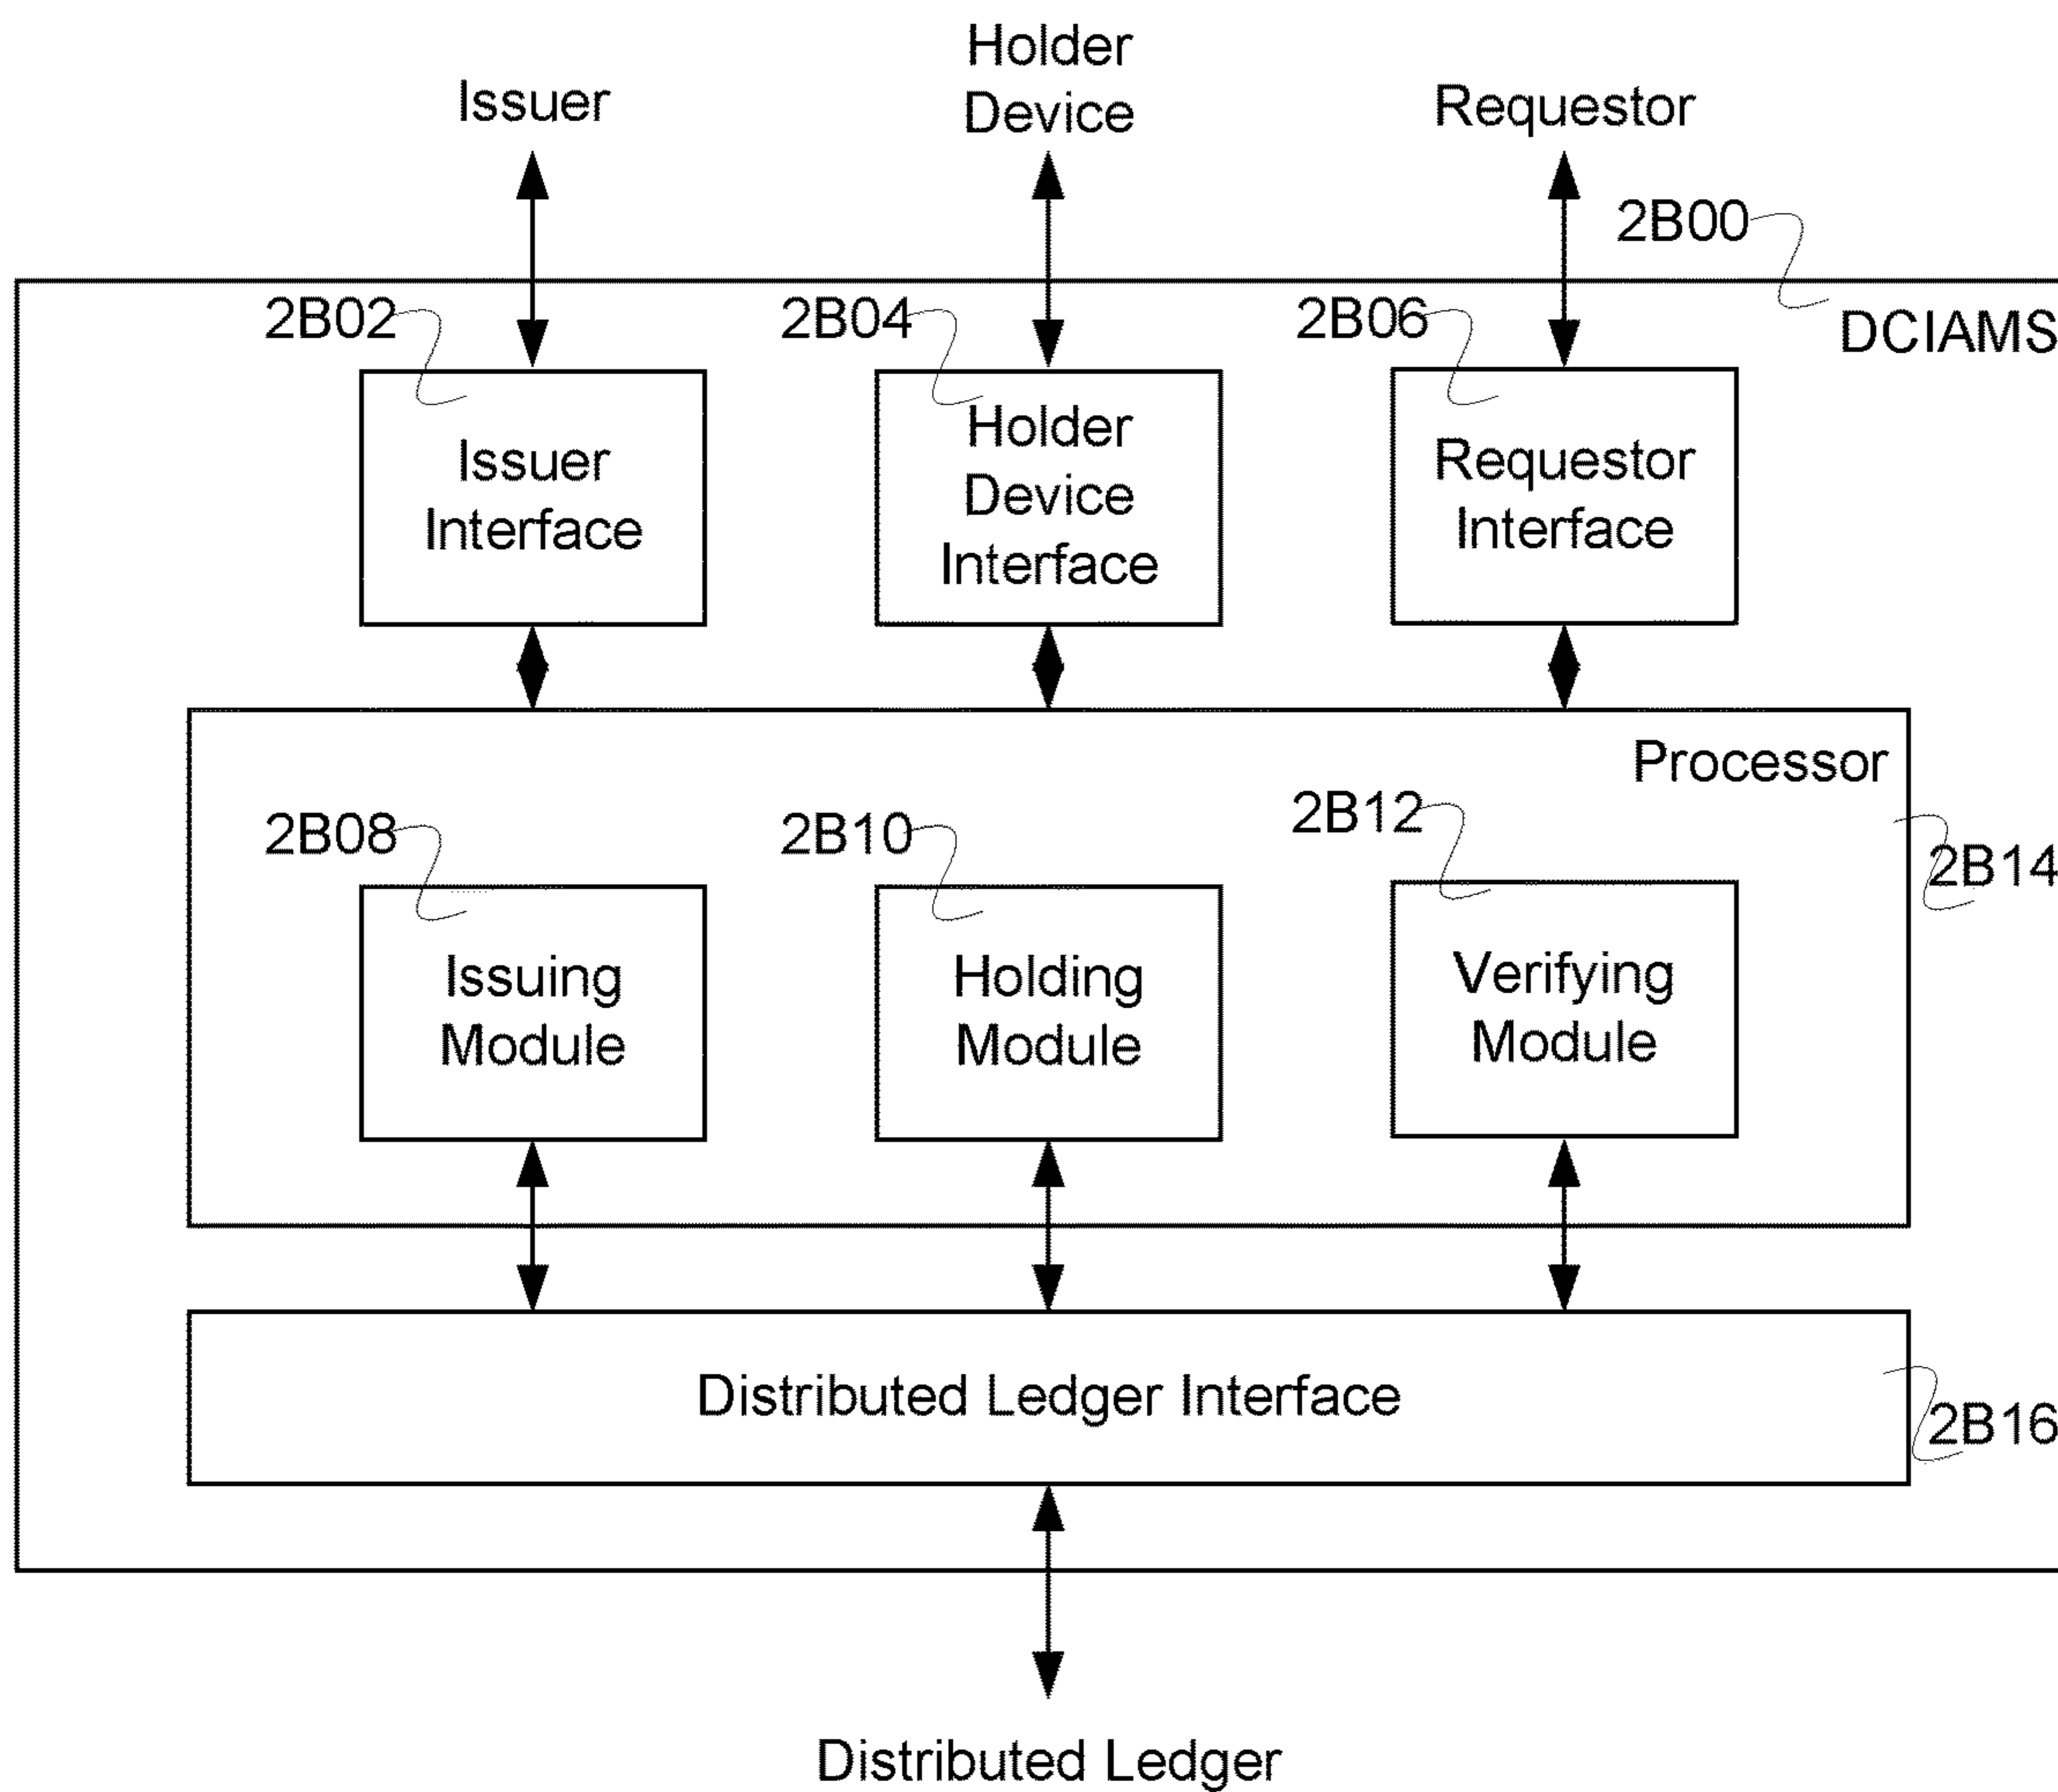 Issuer
Holder
Device
Requestor
2B00
DCIAMS
2B02
2B04
2B06
Issuer
Interface
Holder
Device
Interface
Requestor
Interface
Processor
2B08
2B10
2B12
2B14
Issuing
Module
Holding
Module
Verifying
Module
Distributed Ledger Interface
2B16
Distributed Ledger